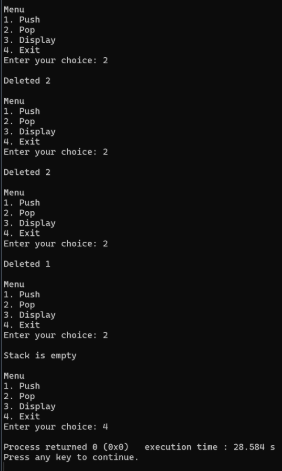 Menu
1. Push
2. Pop
3. Display
4. Exit
Enter your choice: 2
Deleted 2
Menu
1. Push
2. Pop
3. Display
4. Exit
Enter your choice: 2
Deleted 2
Menu
1. Push
2. Pop
3. Display
4. Exit
Enter your choice: 2
Deleted 1
Menu
1. Push
2. Pop
3. Display
4. Exit
Enter your choice: 2
Stack is empty
Menu
1. Push
2. Pop
3. Display
4. Exit
Enter your choice: 4
Process returned 0 (0x0)   execution time : 28.584 s
Press any key to continue.